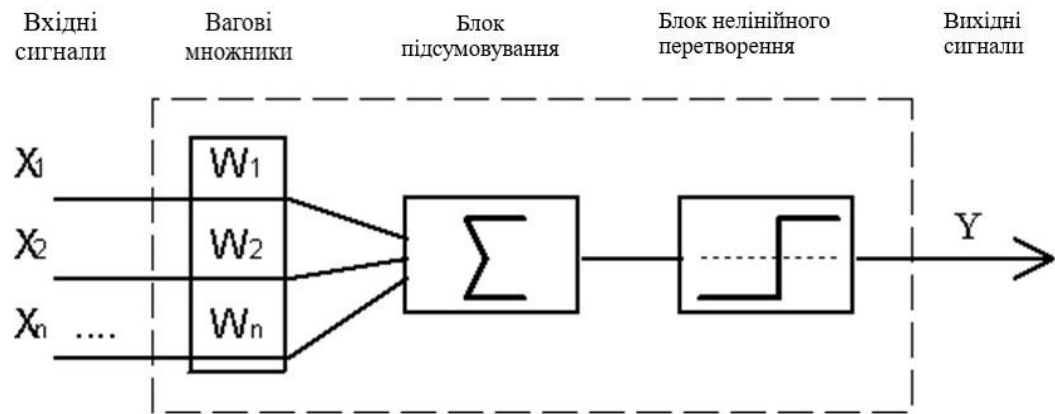 Вхідні
сигнали
Вагові
множники
Блок
підсумовування
Блок нелінійного
перетворення
Вихідні
сигнали
X1
W1
X2
W2
Xn ....
Wn
Σ
Y